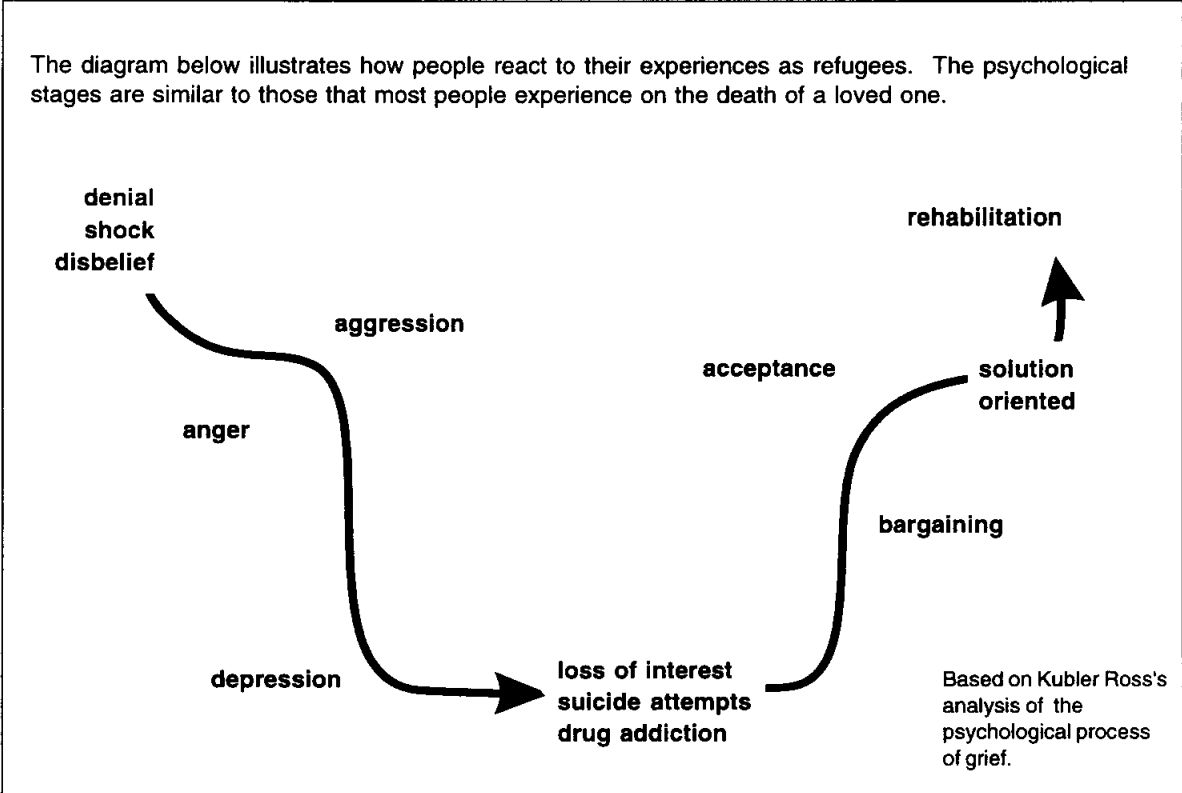 The diagram below illustrates how people react to their experiences as refugees. The psychological
stages are similar to those that most people experience on the death of a loved one.
denial
shock
disbelief
aggression
anger
depression
loss of interest
suicide attempts
drug addiction
bargaining
acceptance
solution
oriented
rehabilitation
Based on Kubler Ross's
analysis of the
psychological process
of grief.